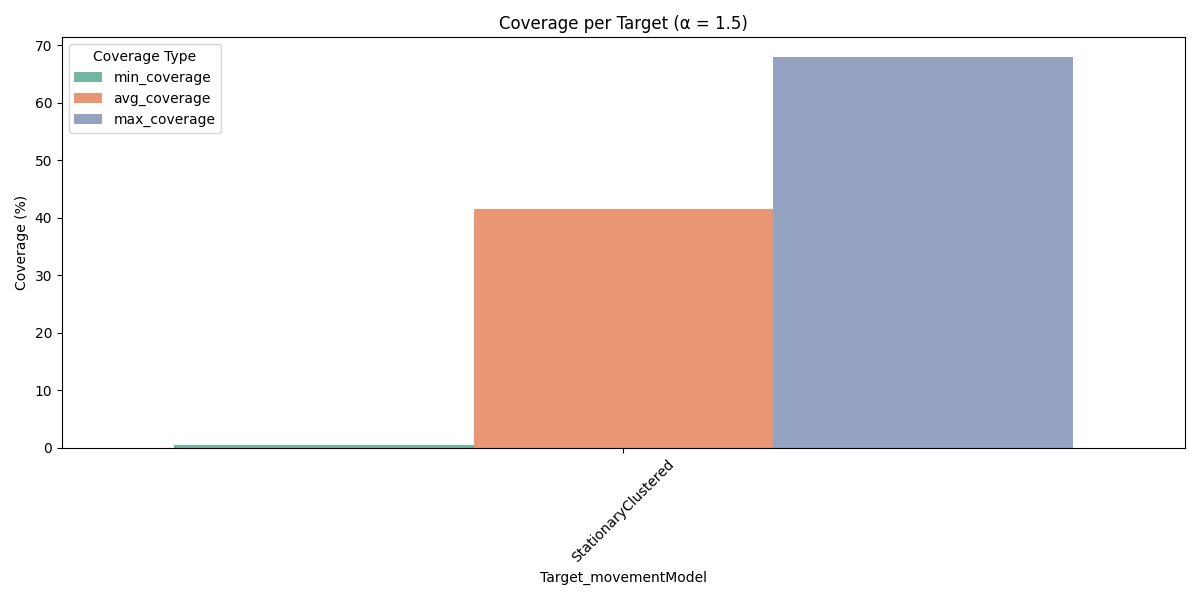 Coverage per Target (α = 1.5)
Coverage Type
min_coverage
avg_coverage
max_coverage
Coverage (%)
70
60
50
40
30
20
10
0
StationaryClustered
Target_movementModel